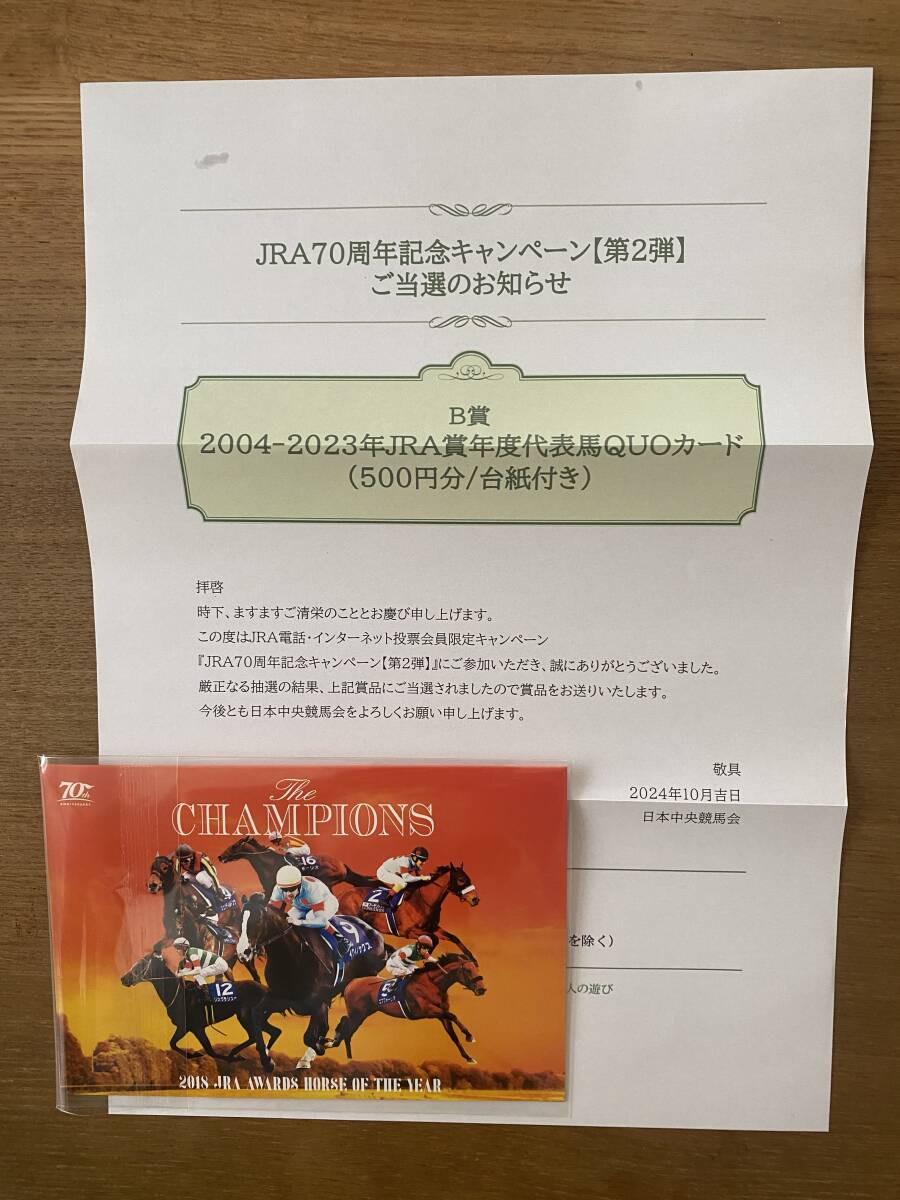 JRA70周年記念キャンペーン【第2弾】
ご当選のお知らせ
B賞
2004-2023年JRA賞年度代表馬QUOカード
(500円分/台紙付き)
拝啓
時下、ますますご清栄のこととお慶び申し上げます。
この度はJRA電話・インターネット投票会員限定キャンペーン
『JRA70周年記念キャンペーン【第2弾】』にご参加いただき、誠にありがとうございました。
厳正なる抽選の結果、上記賞品にご当選されましたので賞品をお送りいたします。
今後とも日本中央競馬会をよろしくお願い申し上げます。
敬具
2024年10月吉日
日本中央競馬会
を除く)
人の遊び
70th
ANNIVERSARY
The
CHAMPIONS
16
9
2
9
12
5
2018 JRA AWARDS HORSE OF THE YEAR